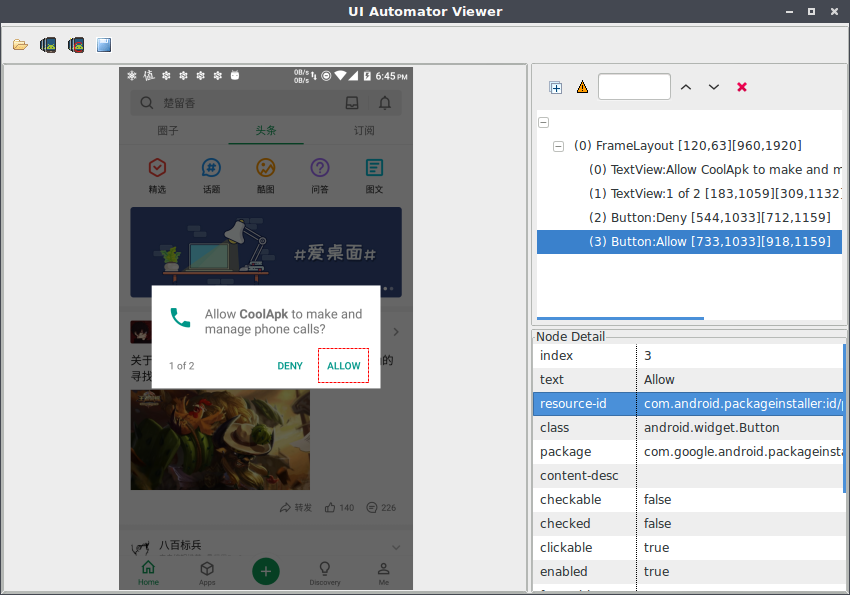 UI Automator Viewer
0B/s
0B/s
6:45 PM
楚留香
圈子 头条 订阅
精选 话题 酷图 问答 图文
#爱桌面#
Allow CoolApk to make and
manage phone calls?
1 of 2 DENY ALLOW
关于
的
寻找
转发 140 226
八百标兵
Home Apps Discovery Me
(0) FrameLayout [120,63][960,1920]
(0) TextView:Allow CoolApk to make and m
(1) TextView:1 of 2 [183,1059][309,1132]
(2) Button:Deny [544,1033][712,1159]
(3) Button:Allow [733,1033][918,1159]
Node Detail
index 3
text Allow
resource-id com.android.packageinstaller:id/p
class android.widget.Button
package com.google.android.packageinsta
content-desc
checkable false
checked false
clickable true
enabled true